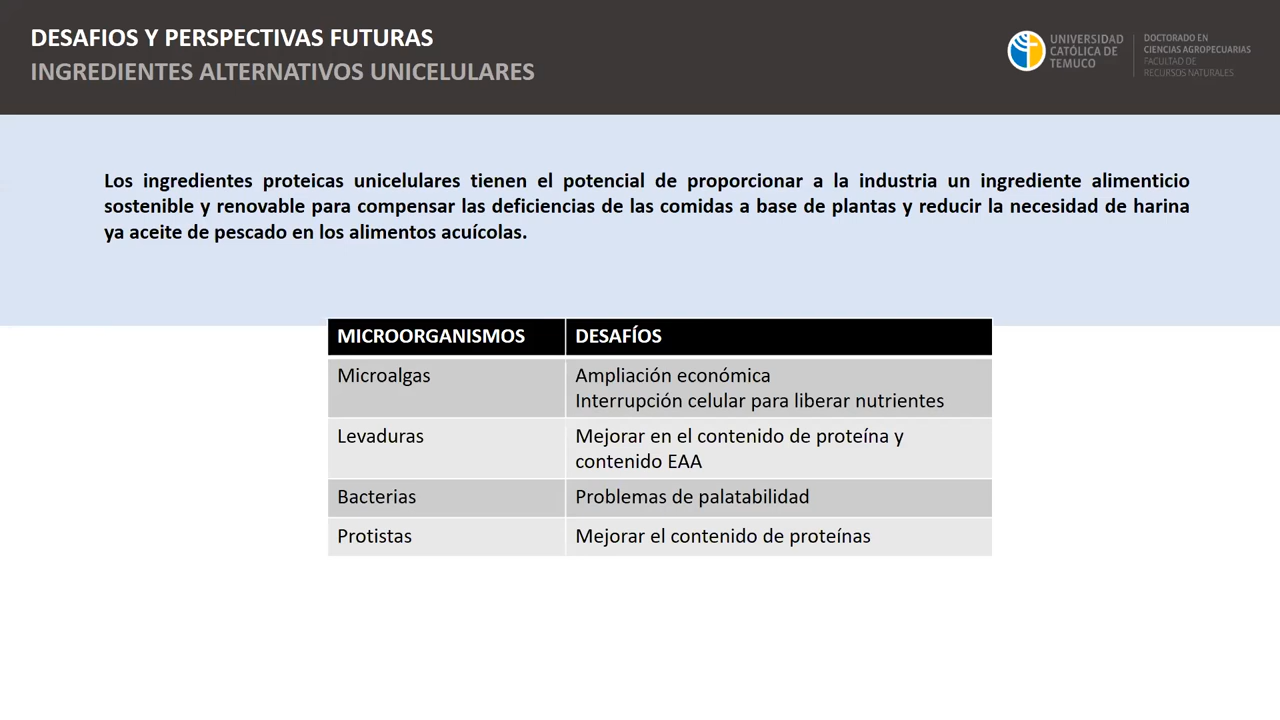 DESAFIOS Y PERSPECTIVAS FUTURAS
INGREDIENTES ALTERNATIVOS UNICELULARES
UNIVERSIDAD
CATÓLICA DE
TEMUCO
DOCTORADO EN
CIENCIAS AGROPECUARIAS
FACULTAD DE
RECURSOS NATURALES
Los ingredientes proteicas unicelulares tienen el potencial de proporcionar a la industria un ingrediente alimenticio
sostenible y renovable para compensar las deficiencias de las comidas a base de plantas y reducir la necesidad de harina
ya aceite de pescado en los alimentos acuícolas.
MICROORGANISMOS DESAFÍOS
Microalgas Ampliación económica
Interrupción celular para liberar nutrientes
Levaduras Mejorar en el contenido de proteína y
contenido EAA
Bacterias Problemas de palatabilidad
Protistas Mejorar el contenido de proteínas